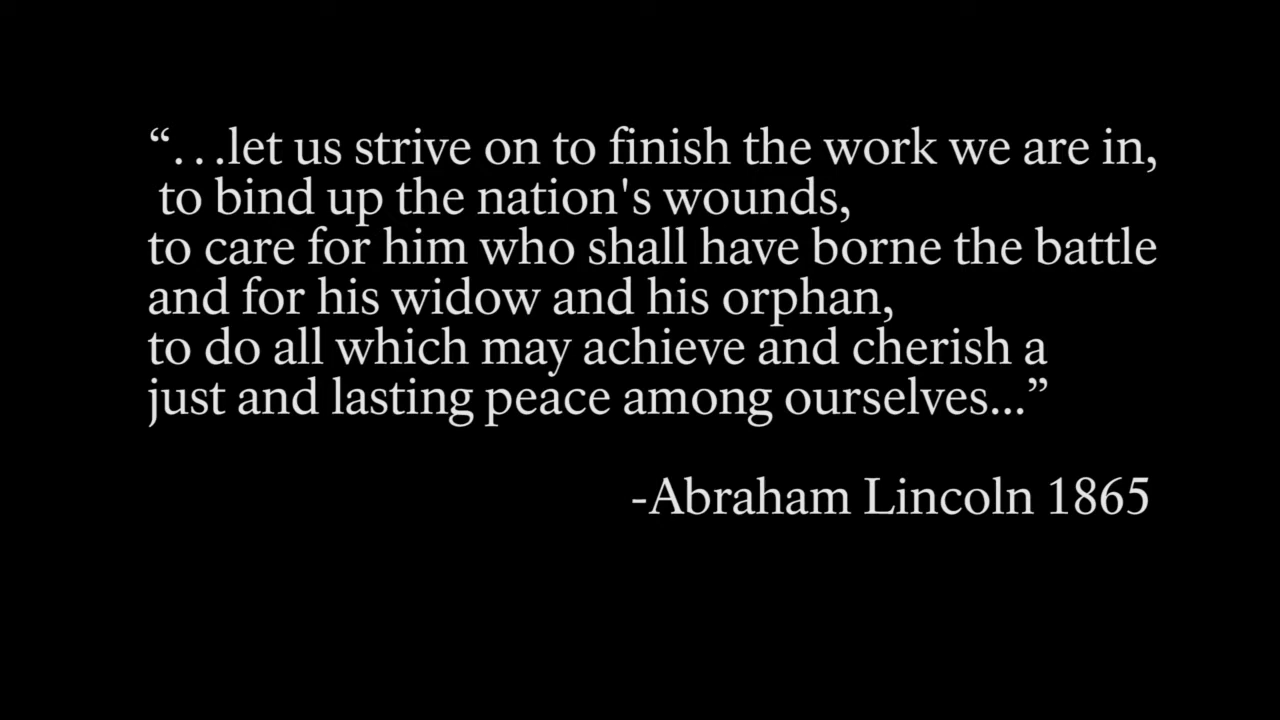 “…let us strive on to finish the work we are in,
to bind up the nation's wounds,
to care for him who shall have borne the battle
and for his widow and his orphan,
to do all which may achieve and cherish a
just and lasting peace among ourselves...”
-Abraham Lincoln 1865